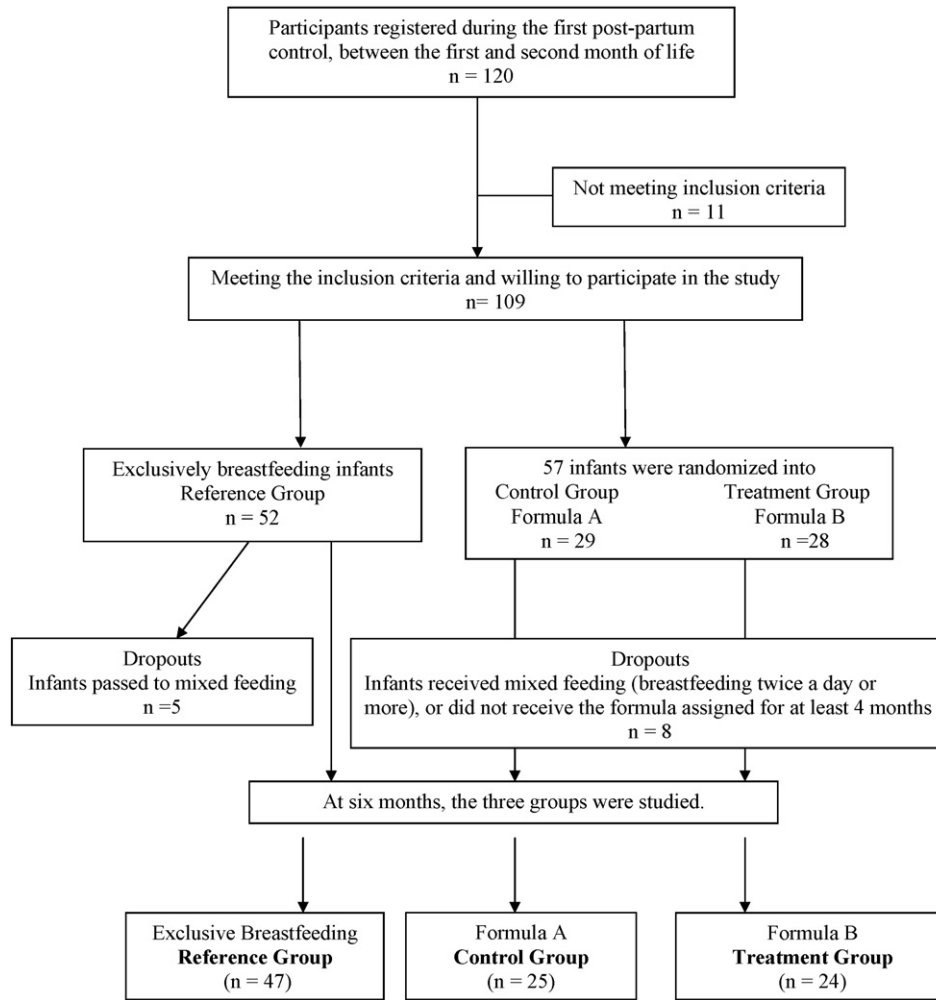 Participants registered during the first post-partum
control, between the first and second month of life
n = 120
Not meeting inclusion criteria
n = 11
Meeting the inclusion criteria and willing to participate in the study
n= 109
Exclusively breastfeeding infants
Reference Group
n = 52
57 infants were randomized into
Control Group Treatment Group
Formula A Formula B
n = 29 n =28
Dropouts
Infants passed to mixed feeding
n =5
Dropouts
Infants received mixed feeding (breastfeeding twice a day or
more), or did not receive the formula assigned for at least 4 months
n = 8
At six months, the three groups were studied.
Exclusive Breastfeeding
Reference Group
(n = 47)
Formula A
Control Group
(n = 25)
Formula B
Treatment Group
(n = 24)